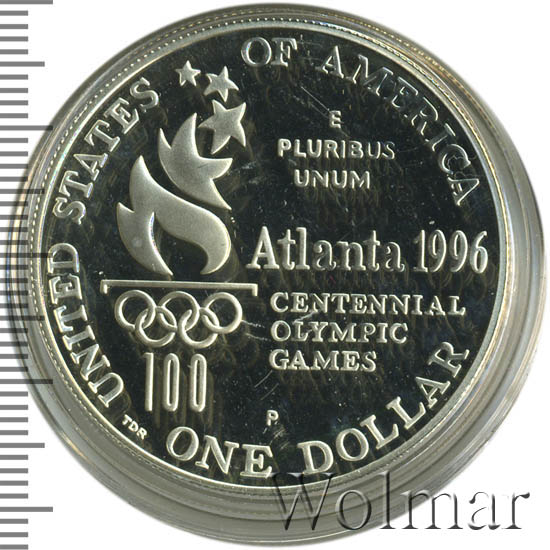 UNITED STATES OF AMERICA
E
PLURIBUS
UNUM
Atlanta 1996
CENTENNIAL
OLYMPIC
GAMES
100
P
TDR
ONE DOLLAR
Wolmar